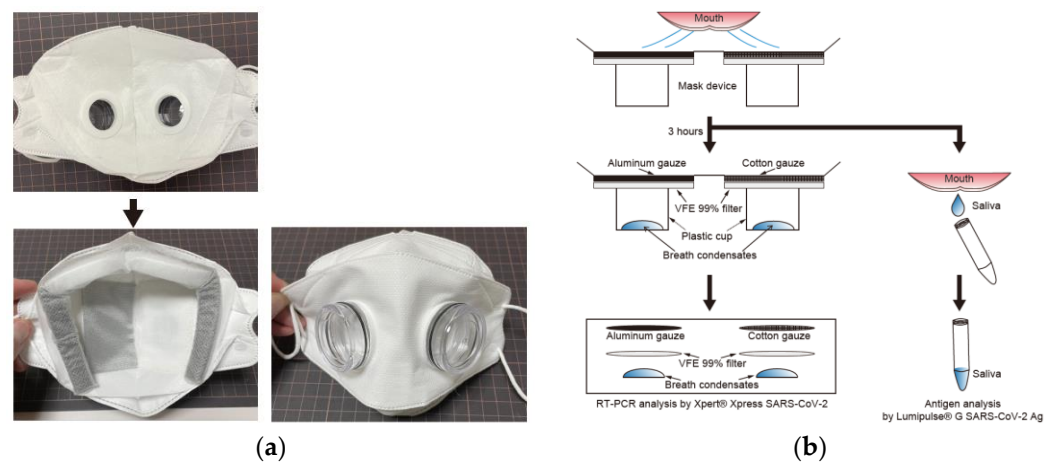 Mouth
Mask device
3 hours
Aluminum gauze
Cotton gauze
VFE 99% filter
Plastic cup
Breath condensates
Mouth
Saliva
Aluminum gauze
Cotton gauze
VFE 99% filter
Breath condensates
RT-PCR analysis by Xpert® Xpress SARS-CoV-2
Saliva
Antigen analysis
by Lumipulse® G SARS-CoV-2 Ag
(a)
(b)